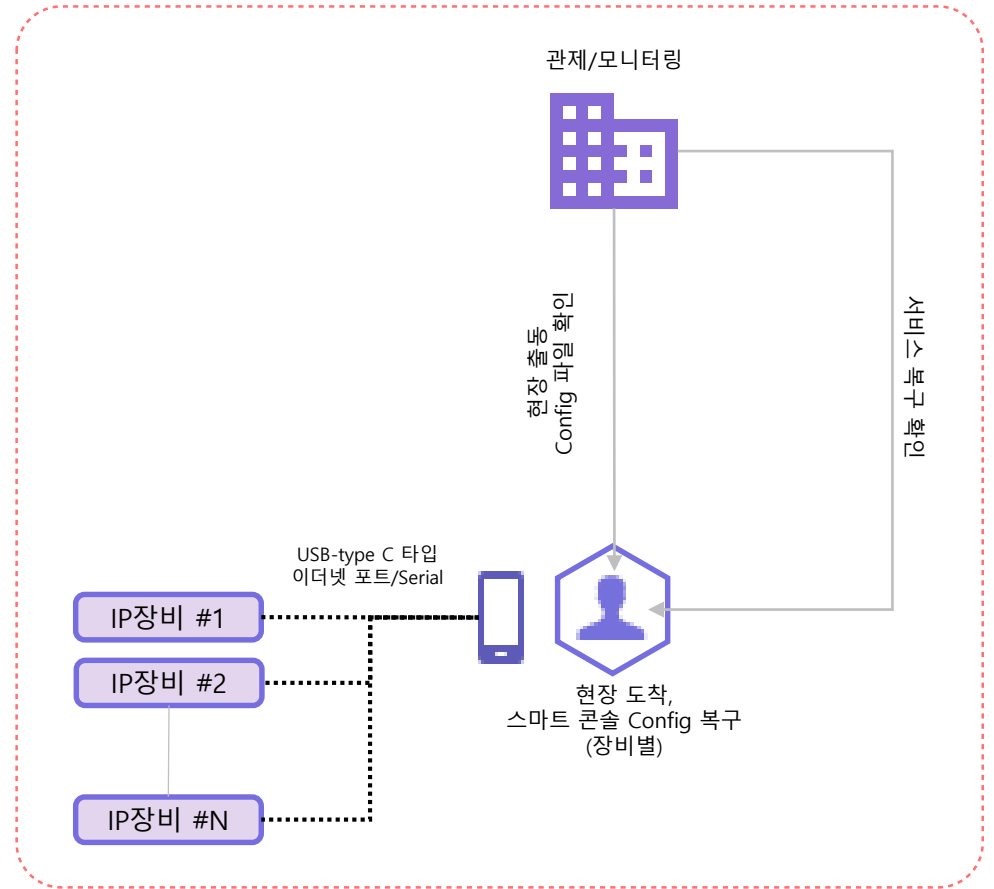 관제/모니터링
현장 출동
Config 파일 확인
서비스 복구 확인
USB-type C 타입
이더넷 포트/Serial
IP장비 #1
IP장비 #2
IP장비 #N
현장 도착,
스마트 콘솔 Config 복구
(장비별)